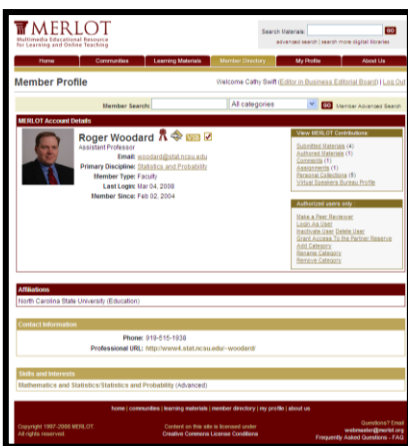 MERLOT
Multimedia Educational Resource
for Learning and Online Teaching
Search Materials: GO
advanced search | search more digital libraries
Home Communities Learning Materials Member Directory My Profile About Us
Member Profile
Welcome Cathy Swift (Editor in Business Editorial Board) | Log Out
Member Search: All categories GO Member Advanced Search
MERLOT Account Details
Roger Woodard
Assistant Professor
Email: woodard@stat.ncsu.edu
Primary Discipline: Statistics and Probability
Member Type: Faculty
Last Login: Mar 04, 2008
Member Since: Feb 02, 2004
View MERLOT Contributions
Submitted Materials (4)
Authored Materials (1)
Comments (1)
Assignments (1)
Personal Collections (8)
Virtual Speakers Bureau Profile
Authorized users only
Make a Peer Reviewer
Login As User
Inactivate User Delete User
Grant Access To the Partner Reserve
Add Category
Rename Category
Remove Category
Affiliations
North Carolina State University (Education)
Contact Information
Phone: 919-515-1938
Professional URL: http://www4.stat.ncsu.edu/~woodard/
Skills and Interests
Mathematics and Statistics/Statistics and Probability (Advanced)
home | communities | learning materials | member directory | my profile | about us
Copyright 1997-2008 MERLOT.
All rights reserved.
Content on this site is licensed under
Creative Commons License Conditions
Questions? Email
webmaster@merlot.org
Frequently Asked Questions - FAQ